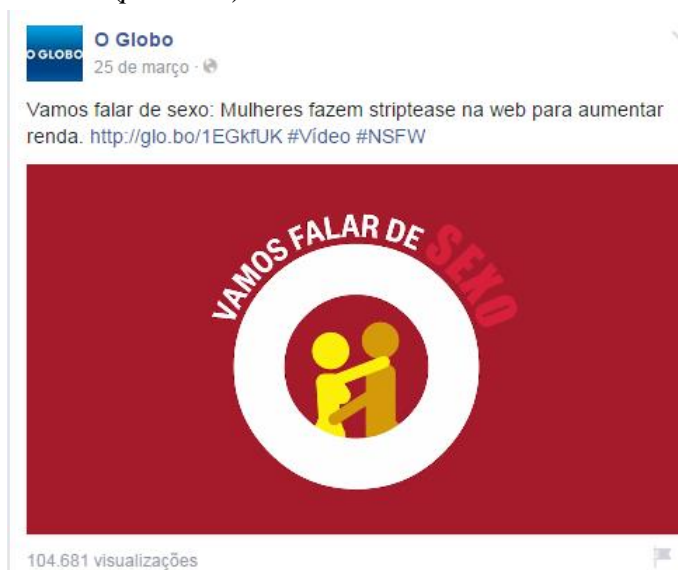 O GLOBO
O Globo
25 de março ·
Vamos falar de sexo: Mulheres fazem striptease na web para aumentar
renda. http://glo.bo/1EGkfUK #Vídeo #NSFW
VAMOS FALAR DE SEXO
104.681 visualizações